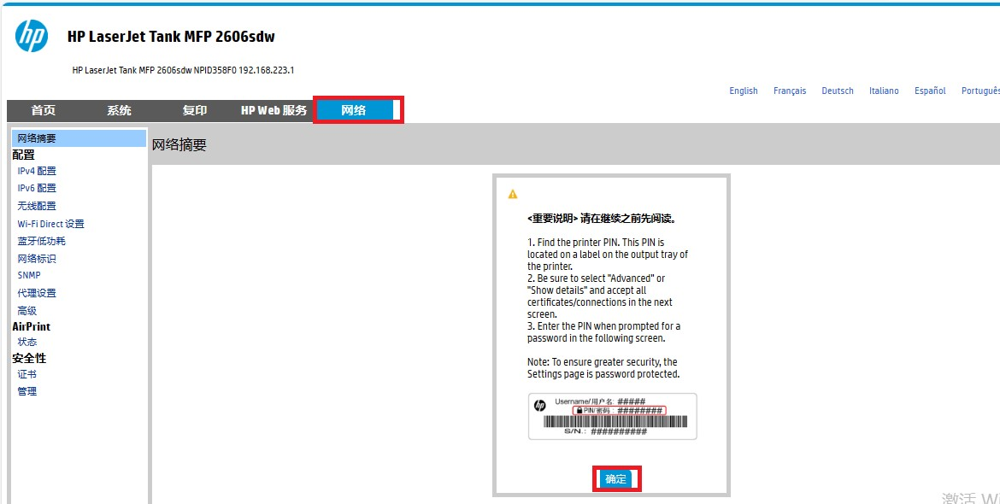 hp
HP LaserJet Tank MFP 2606sdw
HP LaserJet Tank MFP 2606sdw NPID358F0 192.168.223.1
English Français Deutsch Italiano Español Português
首页 系统 复印 HP Web 服务 网络
网络摘要
配置
IPv4 配置
IPv6 配置
无线配置
Wi-Fi Direct 设置
蓝牙低功耗
网络标识
SNMP
代理设置
高级
AirPrint
状态
安全性
证书
管理
网络摘要
<重要说明> 请在继续之前先阅读。
1. Find the printer PIN. This PIN is
located on a label on the output tray of
the printer.
2. Be sure to select "Advanced" or
"Show details" and accept all
certificates/connections in the next
screen.
3. Enter the PIN when prompted for a
password in the following screen.
Note: To ensure greater security, the
Settings page is password protected.
hp
Username/用户名: #####
PIN/密码 : ########
S/N.: ##########
确定
激活 Wi